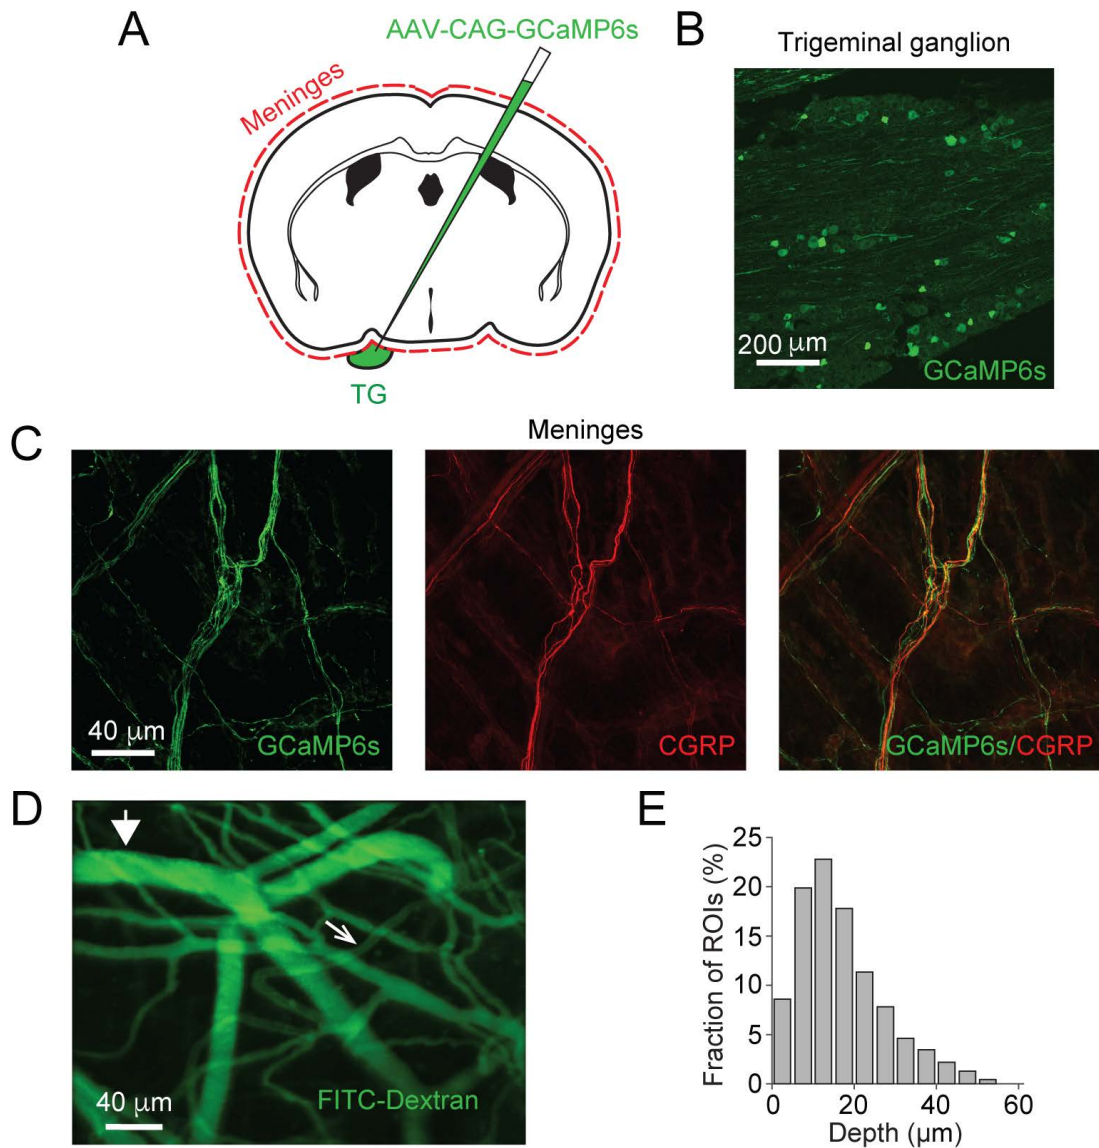 A
AAV-CAG-GCaMP6s
Meninges
TG
B
Trigeminal ganglion
200 μm
GCaMP6s
C
Meninges
40 μm
GCaMP6s
CGRP
GCaMP6s/CGRP
D
40 μm
FITC-Dextran
E
Fraction of ROIs (%)
25
20
15
10
5
0
0 20 40 60
Depth (μm)